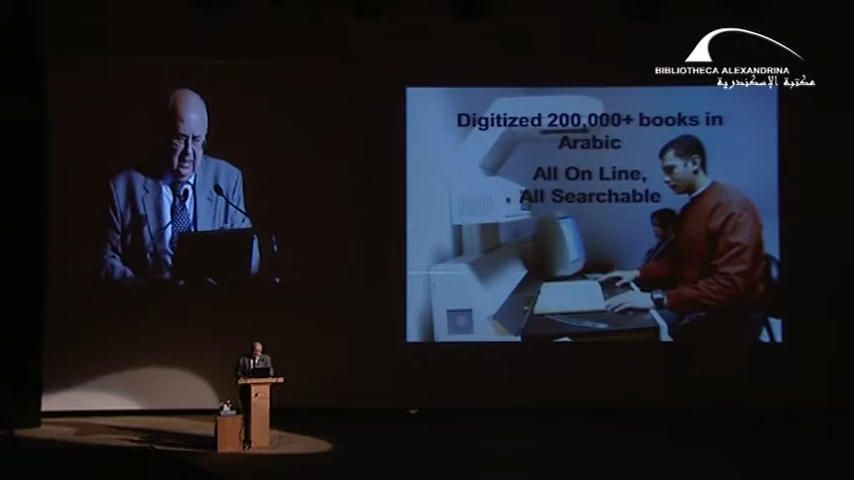 BIBLIOTHECA ALEXANDRINA
مكتبة الإسكندرية
Digitized 200,000+ books in
Arabic
All On Line,
All Searchable